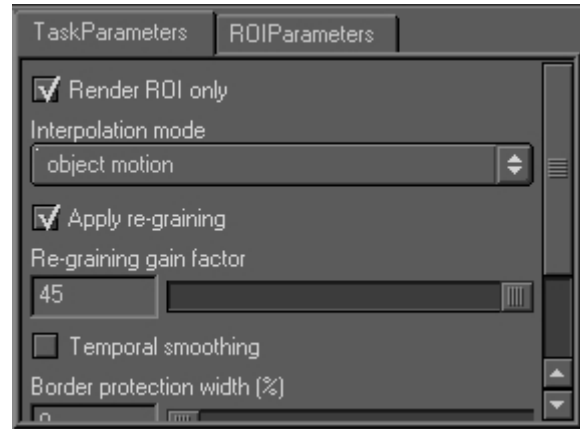 TaskParameters ROIParameters
Render ROI only
Interpolation mode
object motion
Apply re-graining
Re-graining gain factor
45
Temporal smoothing
Border protection width (%)